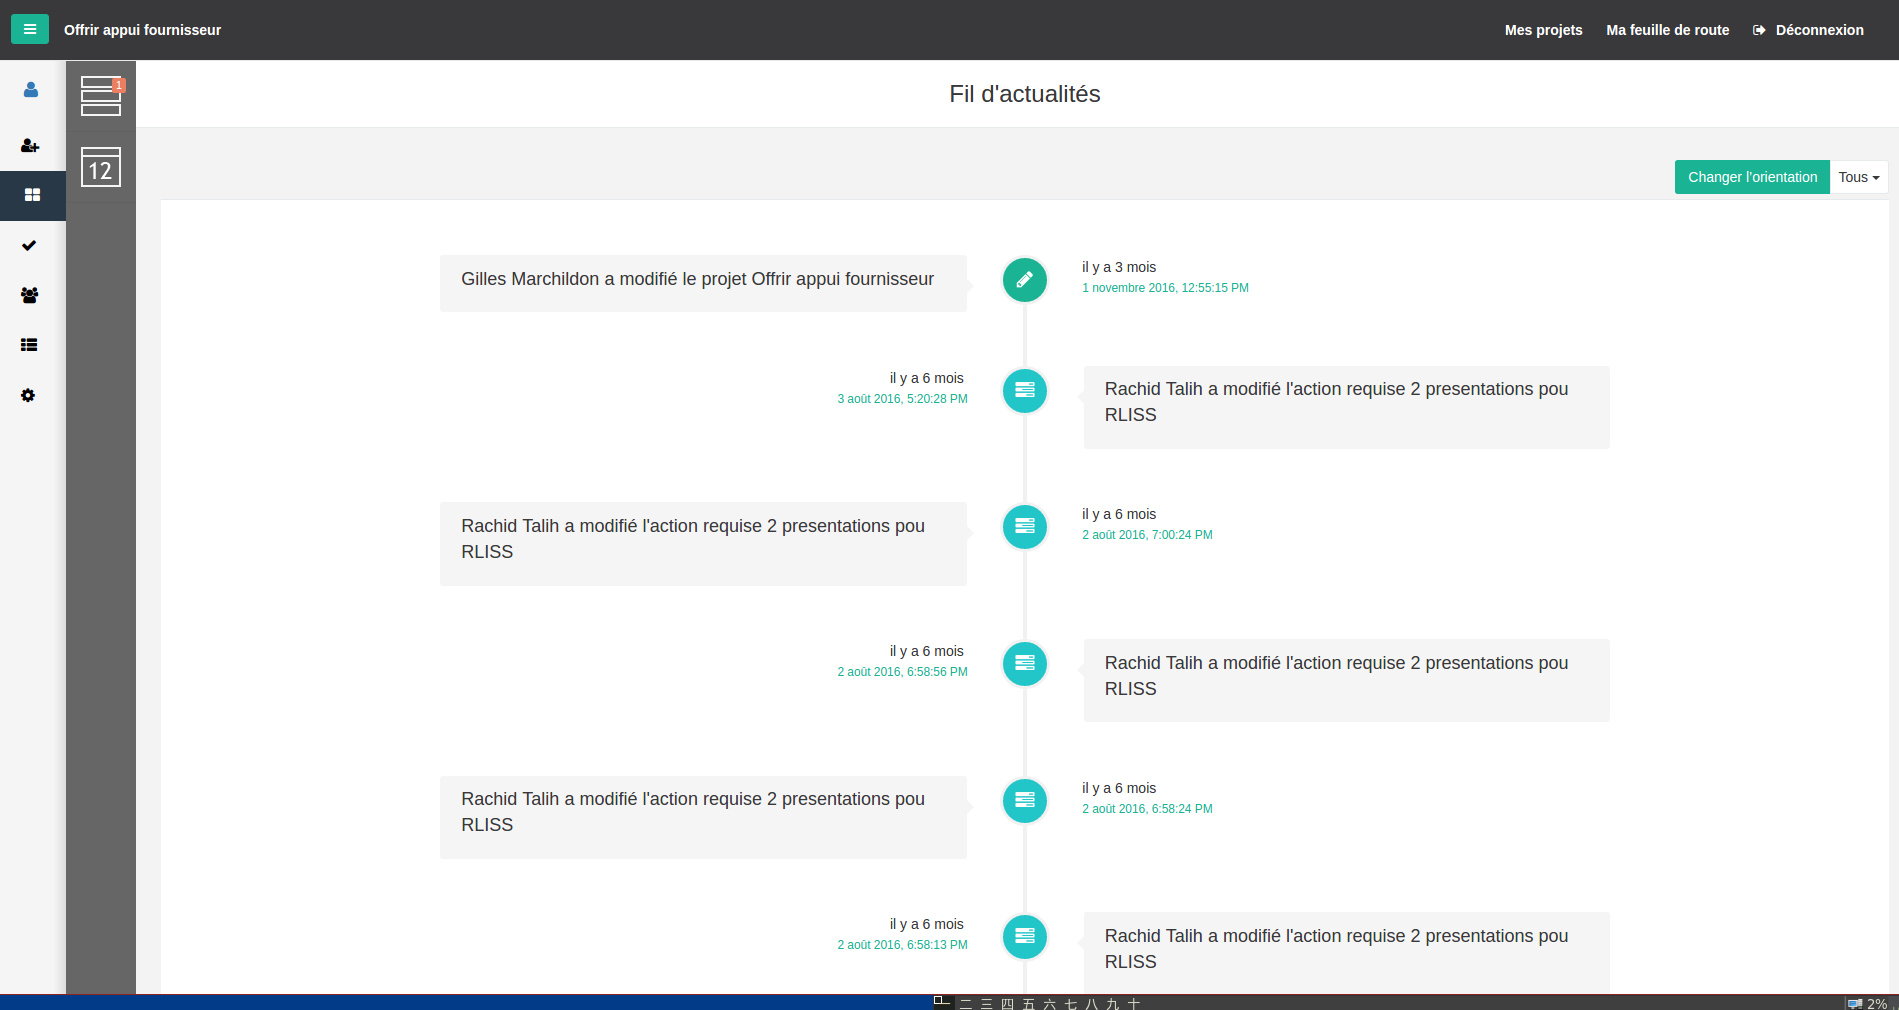 Offrir appui fournisseur
Mes projets
Ma feuille de route
Déconnexion
1
12
Fil d'actualités
Changer l'orientation
Tous
Gilles Marchildon a modifié le projet Offrir appui fournisseur
il y a 3 mois
1 novembre 2016, 12:55:15 PM
il y a 6 mois
3 août 2016, 5:20:28 PM
Rachid Talih a modifié l'action requise 2 presentations pou
RLISS
Rachid Talih a modifié l'action requise 2 presentations pou
RLISS
il y a 6 mois
2 août 2016, 7:00:24 PM
il y a 6 mois
2 août 2016, 6:58:56 PM
Rachid Talih a modifié l'action requise 2 presentations pou
RLISS
Rachid Talih a modifié l'action requise 2 presentations pou
RLISS
il y a 6 mois
2 août 2016, 6:58:24 PM
il y a 6 mois
2 août 2016, 6:58:13 PM
Rachid Talih a modifié l'action requise 2 presentations pou
RLISS
一 二 三 四 五 六 七 八 九 十
2%